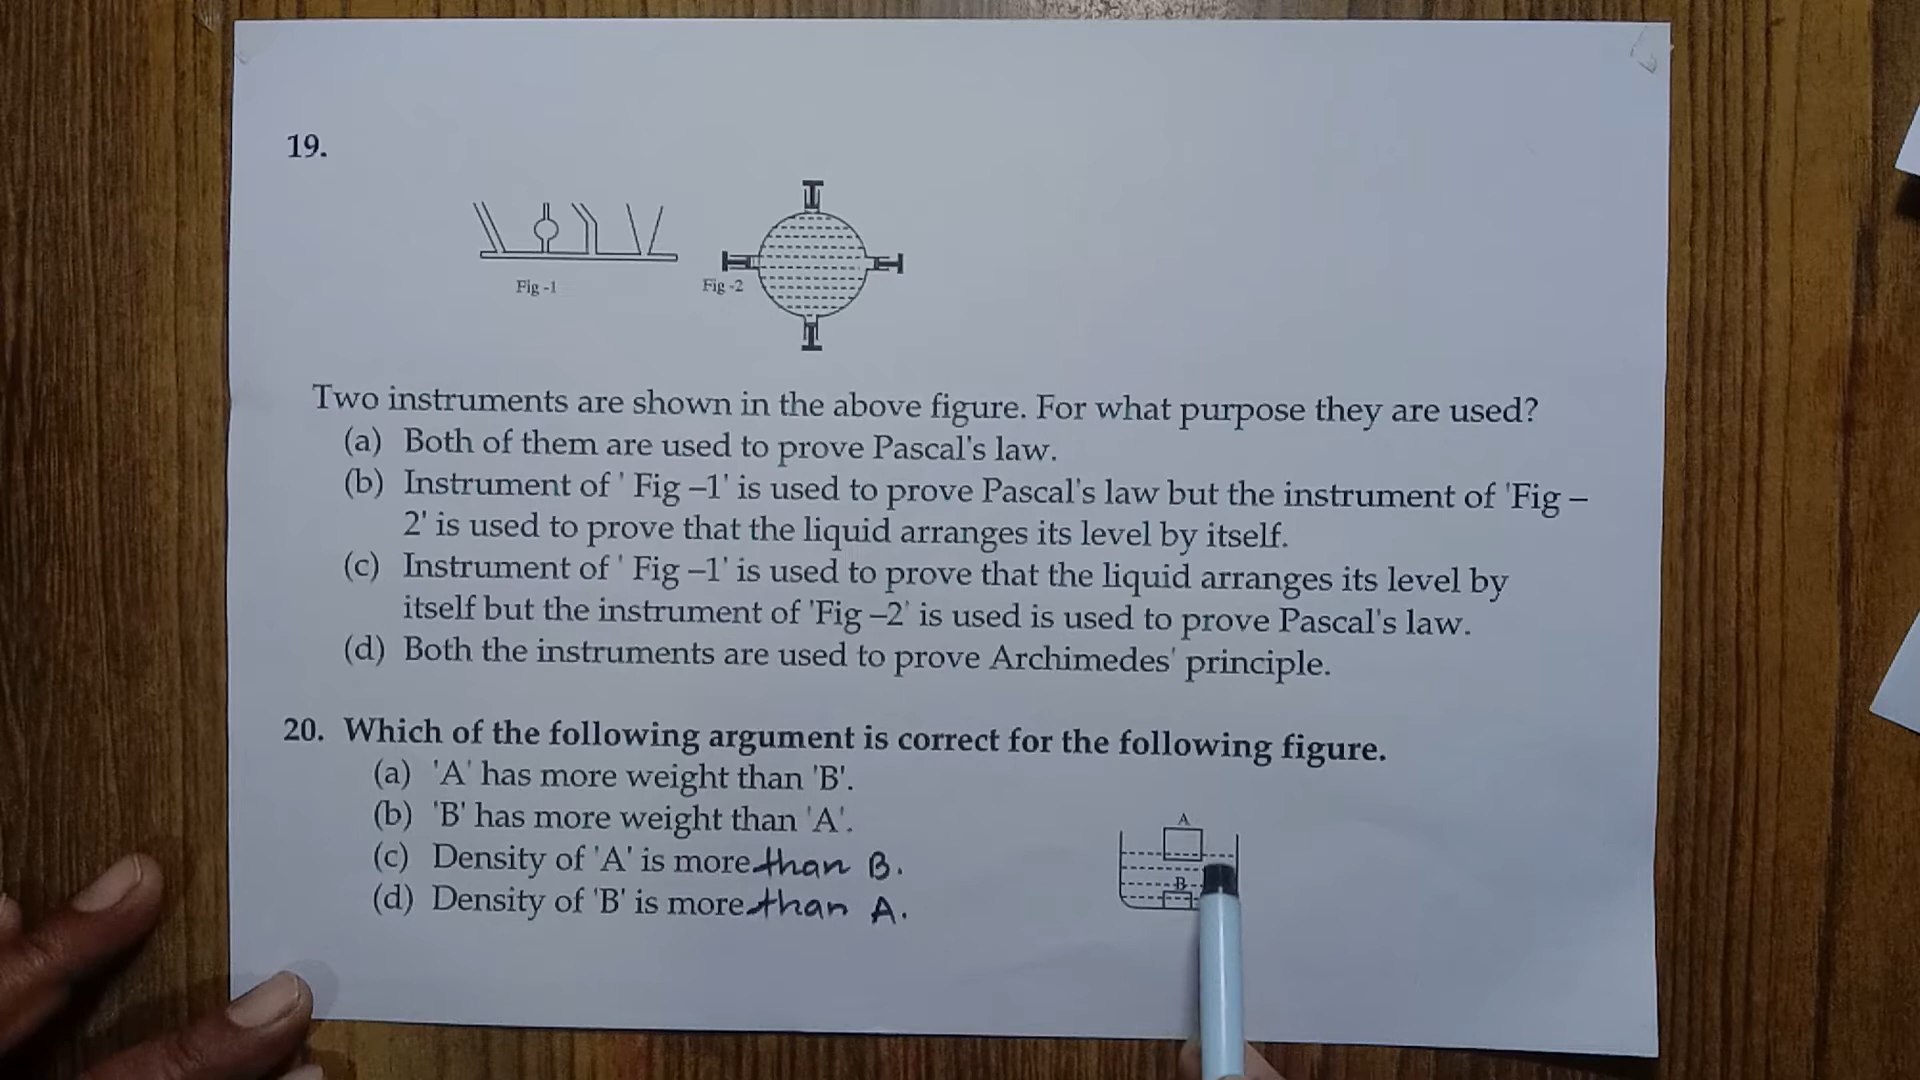 19.
Fig -1
Fig -2
Two instruments are shown in the above figure. For what purpose they are used?
(a) Both of them are used to prove Pascal's law.
(b) Instrument of ' Fig –1' is used to prove Pascal's law but the instrument of 'Fig –
2' is used to prove that the liquid arranges its level by itself.
(c) Instrument of ' Fig –1' is used to prove that the liquid arranges its level by
itself but the instrument of 'Fig –2' is used is used to prove Pascal's law.
(d) Both the instruments are used to prove Archimedes' principle.
20. Which of the following argument is correct for the following figure.
(a) 'A' has more weight than 'B'.
(b) 'B' has more weight than 'A'.
(c) Density of 'A' is more than B.
(d) Density of 'B' is more than A.
A
B